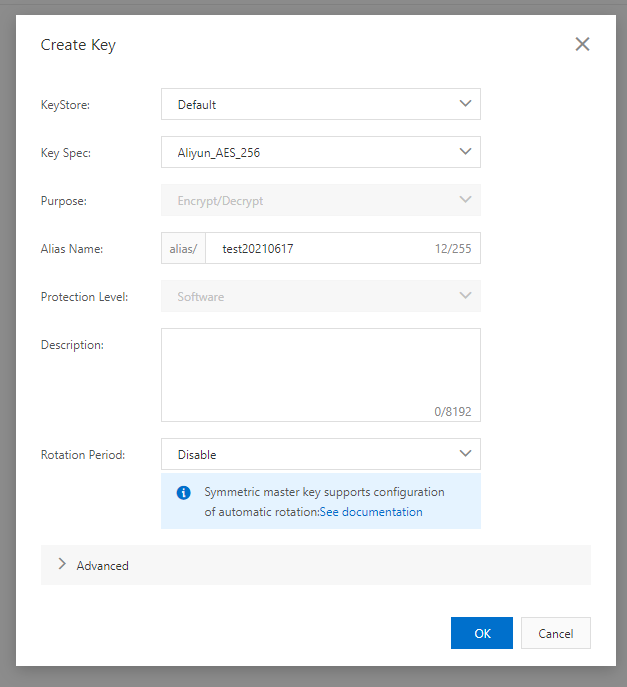 Create Key
KeyStore: Default
Key Spec: Aliyun_AES_256
Purpose: Encrypt/Decrypt
Alias Name: alias/ test20210617 12/255
Protection Level: Software
Description:
0/8192
Rotation Period: Disable
Symmetric master key supports configuration
of automatic rotation:See documentation
Advanced
OK Cancel